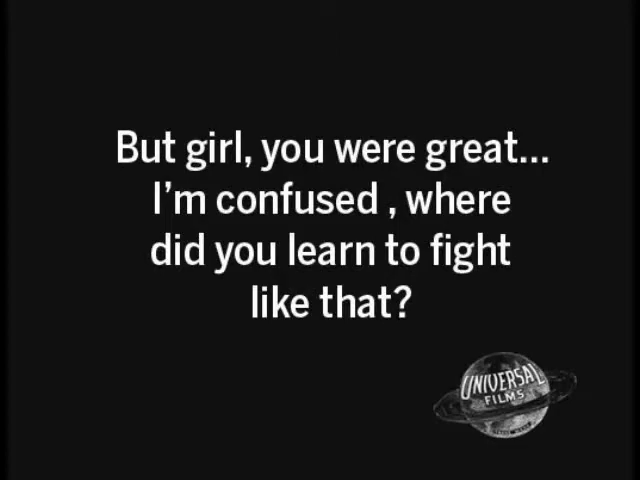 But girl, you were great...
I'm confused , where
did you learn to fight
like that?
UNIVERSAL
FILMS